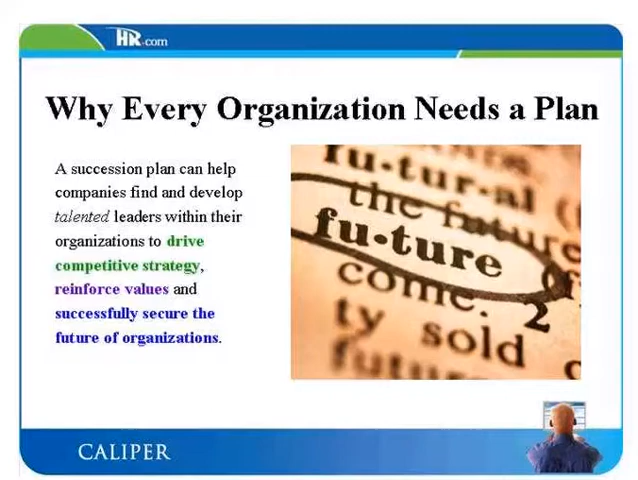 HR.com
Why Every Organization Needs a Plan
A succession plan can help
companies find and develop
talented leaders within their
organizations to drive
competitive strategy,
reinforce values and
successfully secure the
future of organizations.
fu·tur·al (
the future
fu·ture
come. 2
ty sold
future
CALIPER